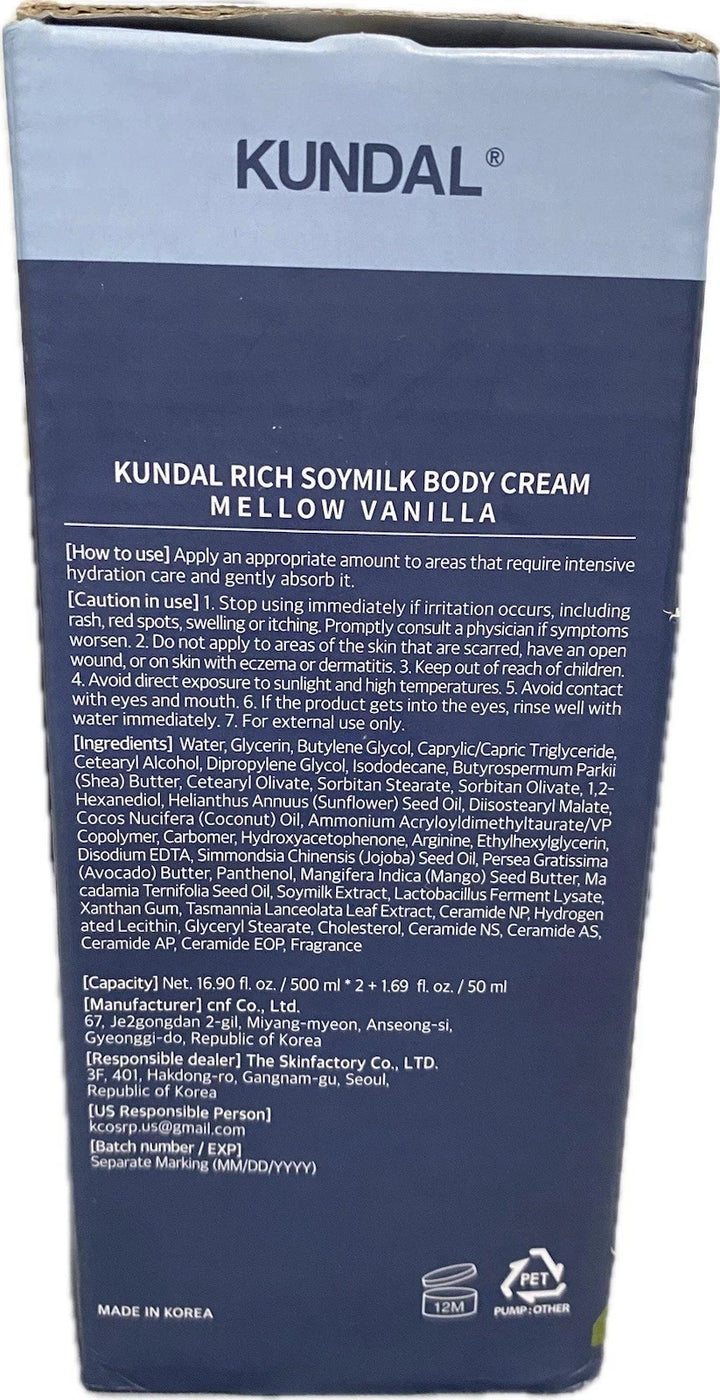 KUNDAL®
KUNDAL RICH SOYMILK BODY CREAM
MELLOW VANILLA
[How to use] Apply an appropriate amount to areas that require intensive
hydration care and gently absorb it.
[Caution in use] 1. Stop using immediately if irritation occurs, including
rash, red spots, swelling or itching. Promptly consult a physician if symptoms
worsen. 2. Do not apply to areas of the skin that are scarred, have an open
wound, or on skin with eczema or dermatitis. 3. Keep out of reach of children.
4. Avoid direct exposure to sunlight and high temperatures. 5. Avoid contact
with eyes and mouth. 6. If the product gets into the eyes, rinse well with
water immediately. 7. For external use only.
[Ingredients] Water, Glycerin, Butylene Glycol, Caprylic/Capric Triglyceride,
Cetearyl Alcohol, Dipropylene Glycol, Isododecane, Butyrospermum Parkii
(Shea) Butter, Cetearyl Olivate, Sorbitan Stearate, Sorbitan Olivate, 1,2-
Hexanediol, Helianthus Annuus (Sunflower) Seed Oil, Diisostearyl Malate,
Cocos Nucifera (Coconut) Oil, Ammonium Acryloyldimethyltaurate/VP
Copolymer, Carbomer, Hydroxyacetophenone, Arginine, Ethylhexylglycerin,
Disodium EDTA, Simmondsia Chinensis (Jojoba) Seed Oil, Persea Gratissima
(Avocado) Butter, Panthenol, Mangifera Indica (Mango) Seed Butter, Ma
cadamia Ternifolia Seed Oil, Soymilk Extract, Lactobacillus Ferment Lysate,
Xanthan Gum, Tasmannia Lanceolata Leaf Extract, Ceramide NP, Hydrogen
ated Lecithin, Glyceryl Stearate, Cholesterol, Ceramide NS, Ceramide AS,
Ceramide AP, Ceramide EOP, Fragrance
[Capacity] Net. 16.90 fl. oz. / 500 ml * 2 + 1.69 fl. oz. / 50 ml
[Manufacturer] cnf Co., Ltd.
67, Je2gongdan 2-gil, Miyang-myeon, Anseong-si,
Gyeonggi-do, Republic of Korea
[Responsible dealer] The Skinfactory Co., LTD.
3F, 401, Hakdong-ro, Gangnam-gu, Seoul,
Republic of Korea
[US Responsible Person]
kcosrp.us@gmail.com
[Batch number / EXP]
Separate Marking (MM/DD/YYYY)
MADE IN KOREA
12M
PET
PUMP:OTHER